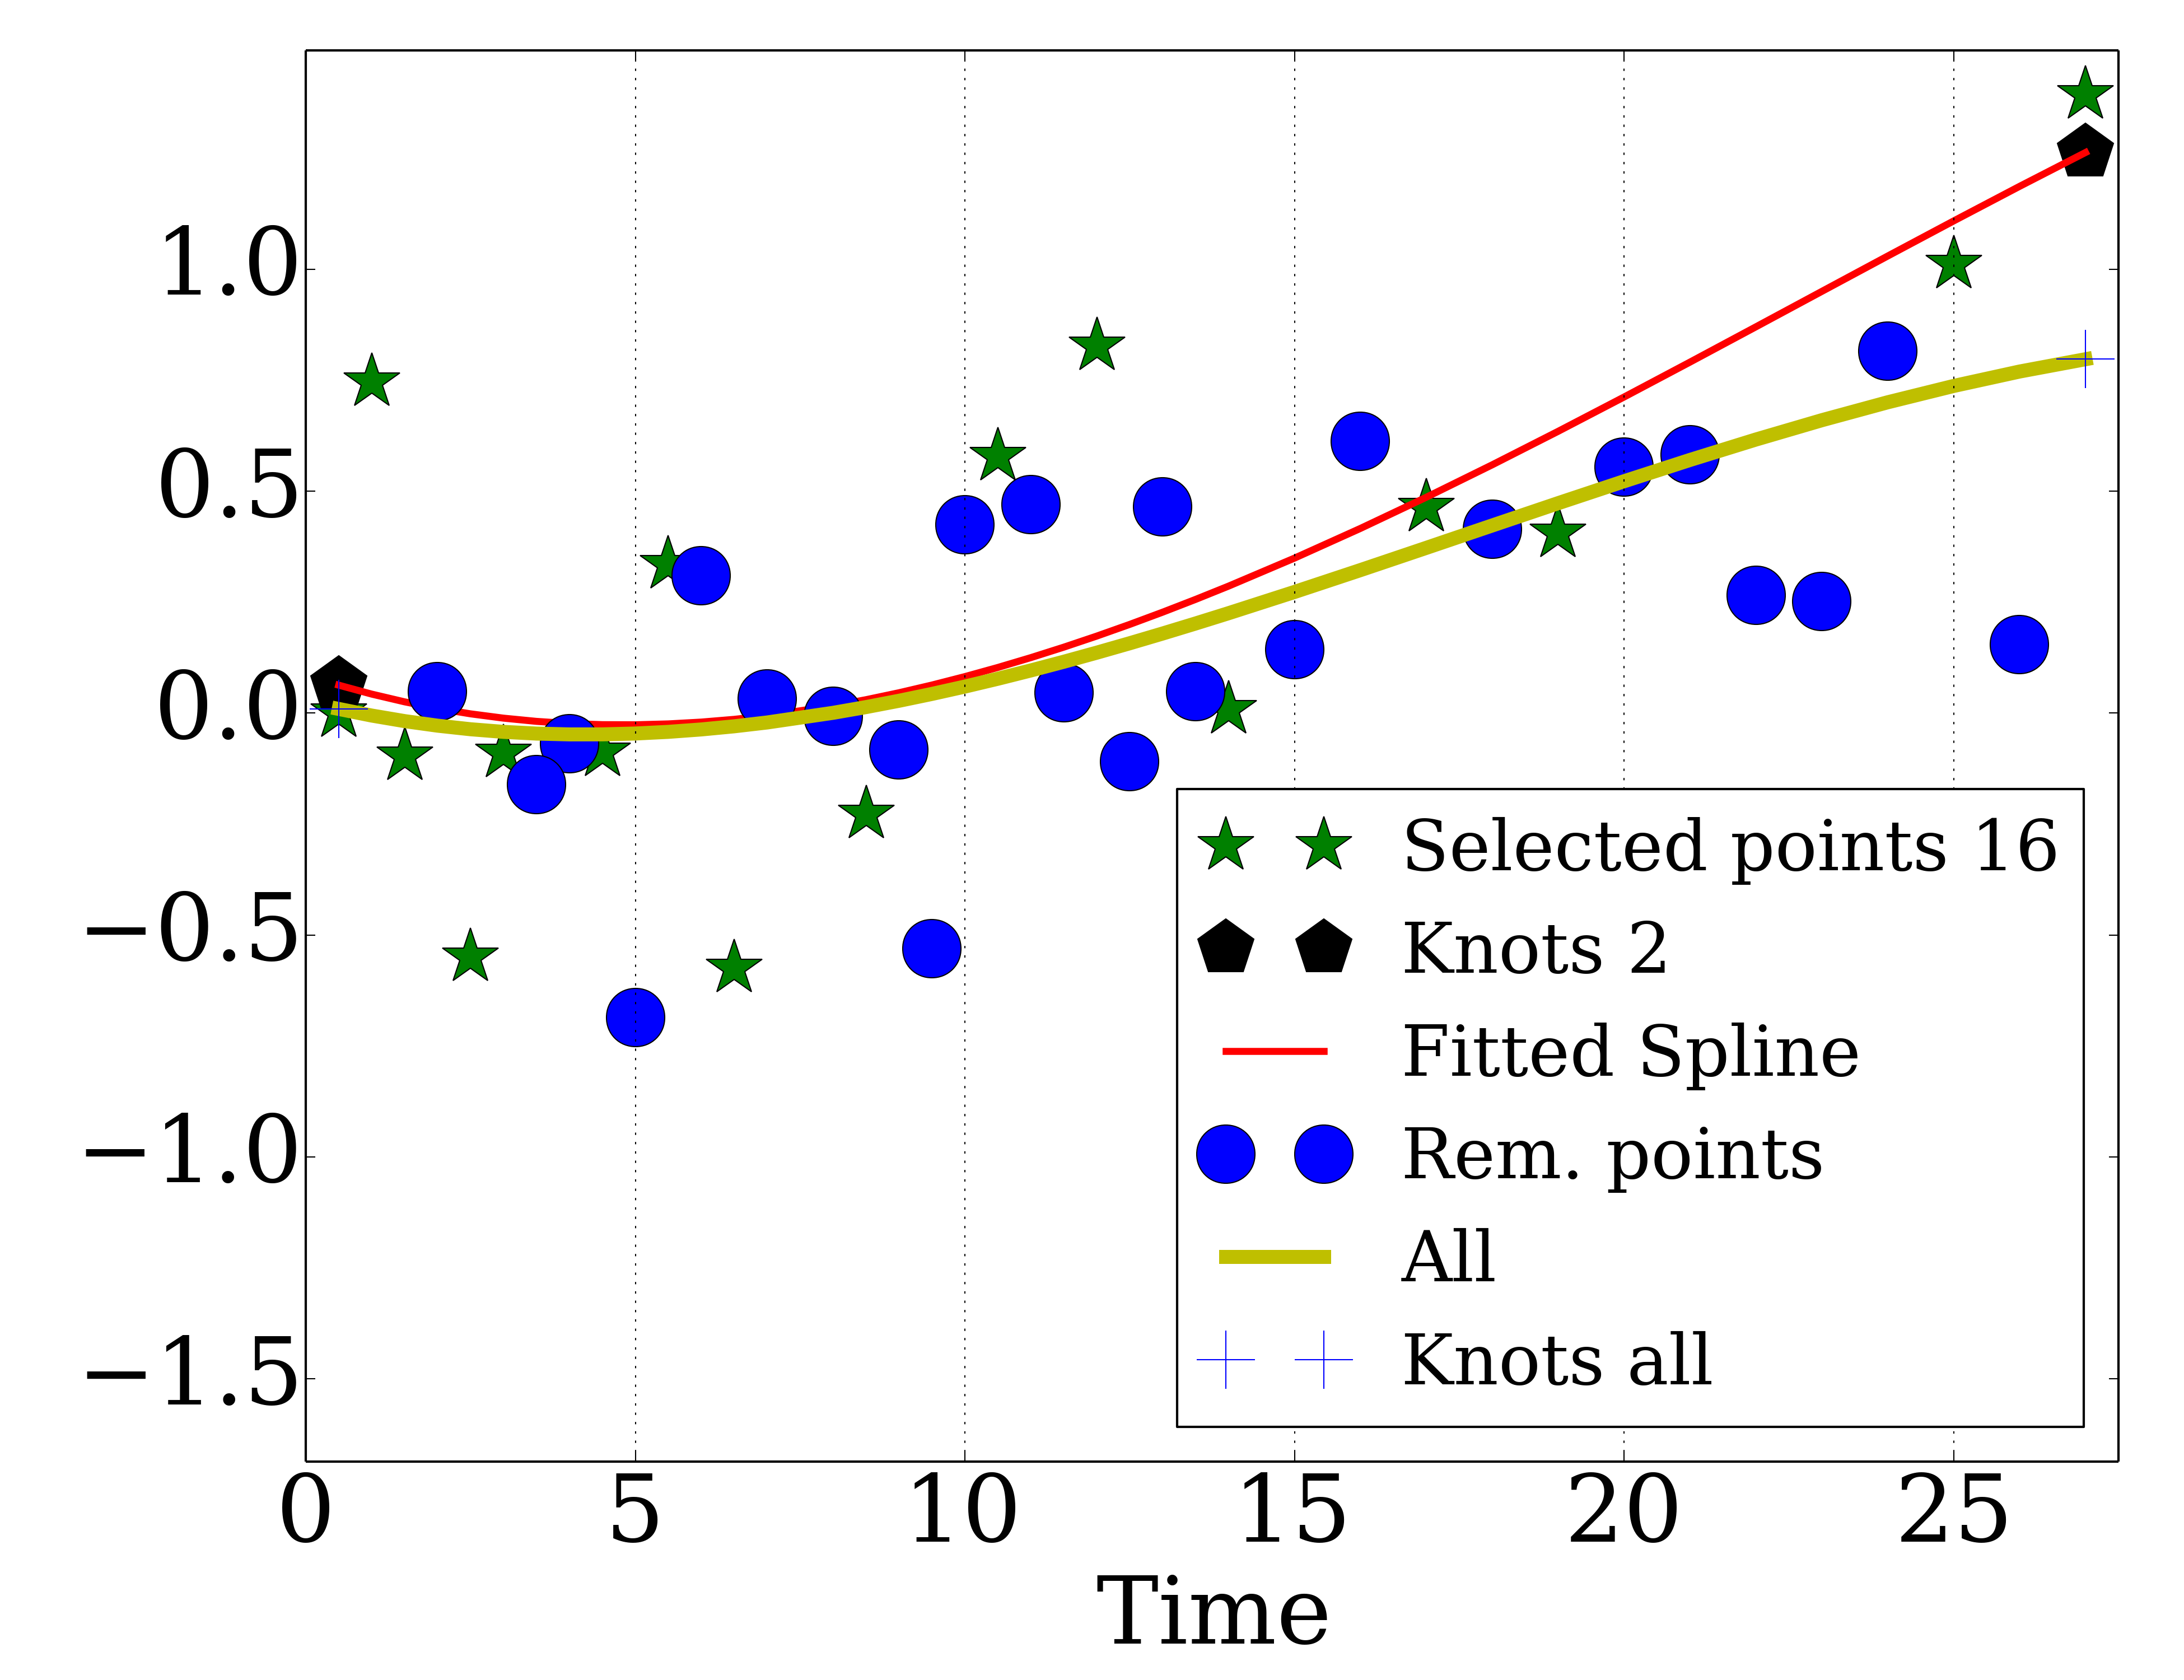 1.0
0.5
0.0
−0.5
−1.0
−1.5
0 5 10 15 20 25
Time
Selected points 16
Knots 2
Fitted Spline
Rem. points
All
Knots all